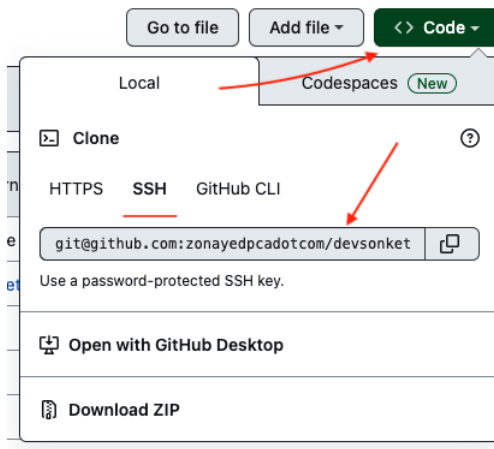 Go to file Add file <> Code
Local Codespaces New
Clone
HTTPS SSH GitHub CLI
git@github.com:zonayedpcadotcom/devsonket
Use a password-protected SSH key.
Open with GitHub Desktop
Download ZIP